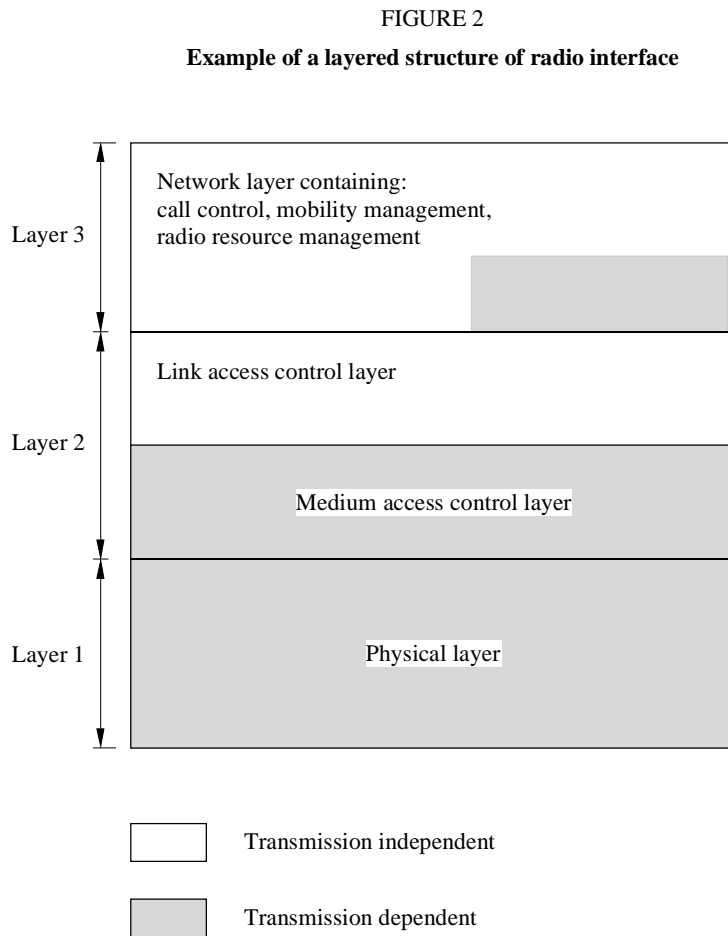 FIGURE 2
Example of a layered structure of radio interface
Network layer containing:
call control, mobility management,
radio resource management
Layer 3
Link access control layer
Layer 2
Medium access control layer
Layer 1
Physical layer
Transmission independent
Transmission dependent